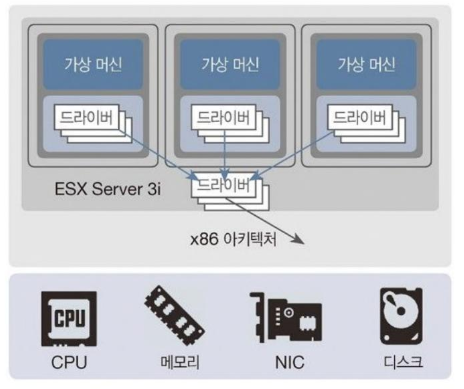 가상 머신
가상 머신
가상 머신
드라이버
드라이버
드라이버
ESX Server 3i
드라이버
x86 아키텍처
CPU
CPU
메모리
NIC
디스크